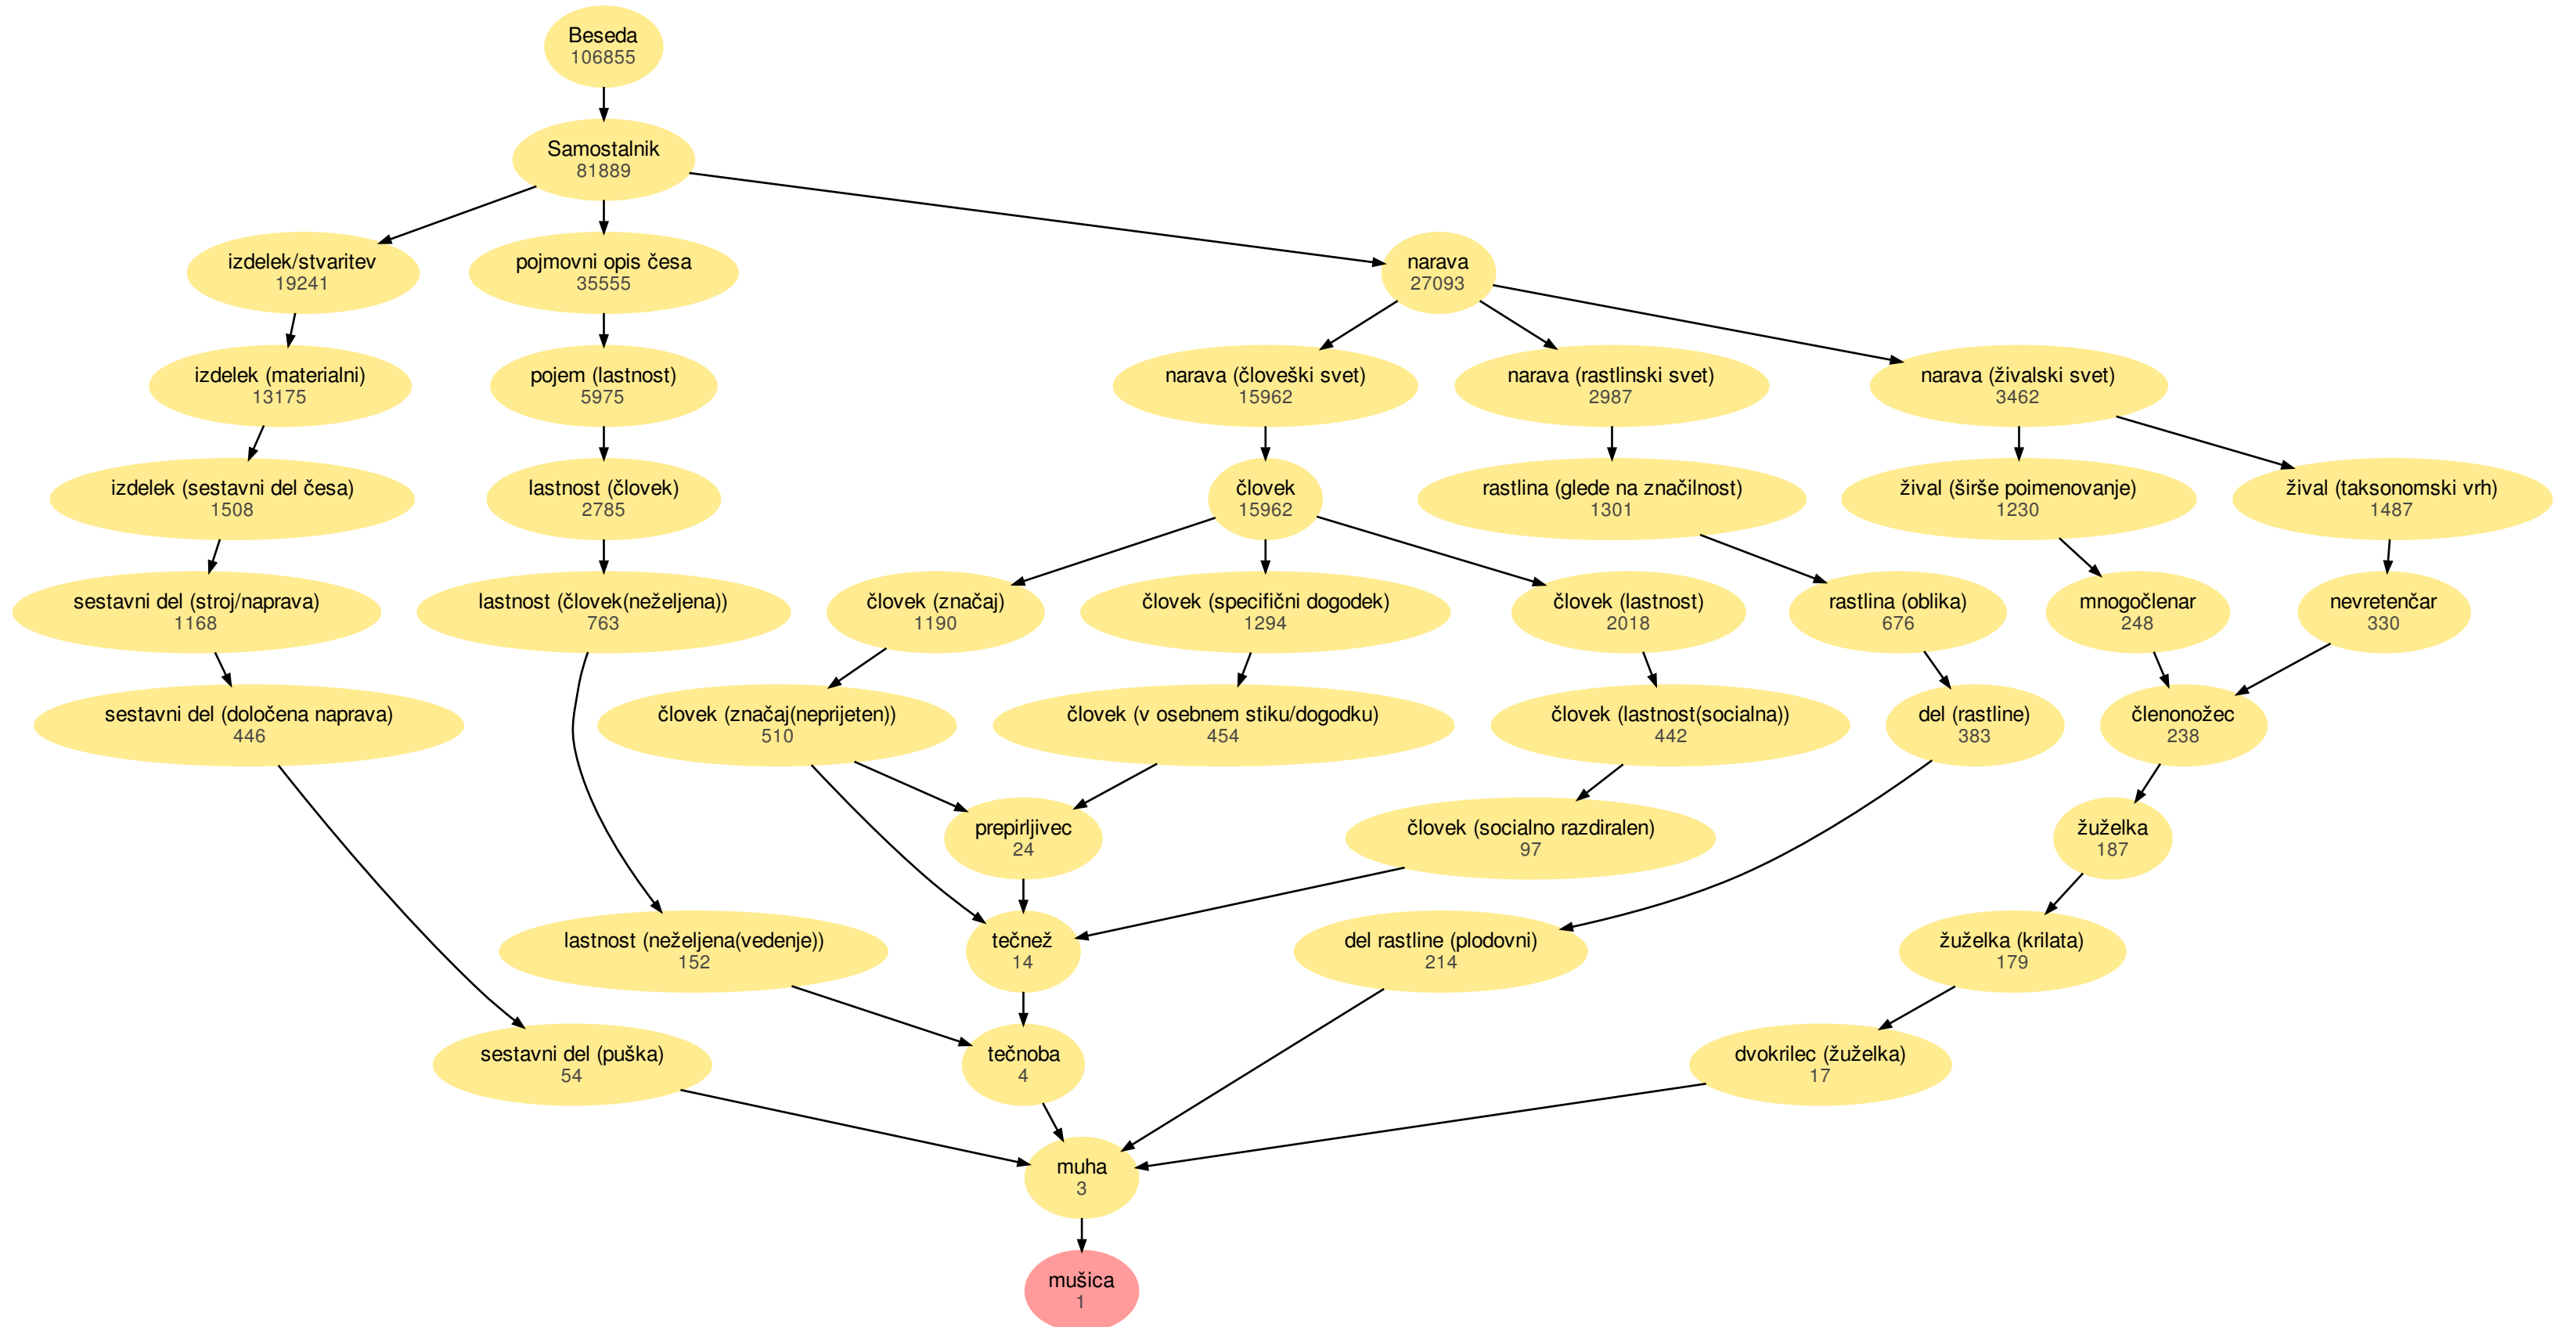 Beseda
106855
Samostalnik
81889
izdelek/stvaritev
19241
pojmovni opis česa
35555
narava
27093
izdelek (materialni)
13175
pojem (lastnost)
5975
narava (človeški svet)
15962
narava (rastlinski svet)
2987
narava (živalski svet)
3462
izdelek (sestavni del česa)
1508
lastnost (človek)
2785
človek
15962
rastlina (glede na značilnost)
1301
žival (širše poimenovanje)
1230
žival (taksonomski vrh)
1487
sestavni del (stroj/naprava)
1168
lastnost (človek(neželjena))
763
človek (značaj)
1190
človek (specifični dogodek)
1294
človek (lastnost)
2018
rastlina (oblika)
676
mnogočlenar
248
nevretenčar
330
sestavni del (določena naprava)
446
človek (značaj(neprijeten))
510
človek (v osebnem stiku/dogodku)
454
človek (lastnost(socialna))
442
del (rastline)
383
členonožec
238
prepirljivec
24
človek (socialno razdiralen)
97
žuželka
187
lastnost (neželjena(vedenje))
152
tečnež
14
del rastline (plodovni)
214
žuželka (krilata)
179
sestavni del (puška)
54
tečnoba
4
dvokrilec (žuželka)
17
muha
3
mušica
1